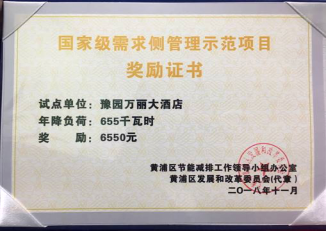 国家级需求侧管理示范项目
奖励证书
试点单位：豫园万丽大酒店
年降负荷：655千瓦时
奖　　励：6550元
黄浦区节能减排工作领导小组办公室
黄浦区发展和改革委员会(代章)
二〇一八年十一月